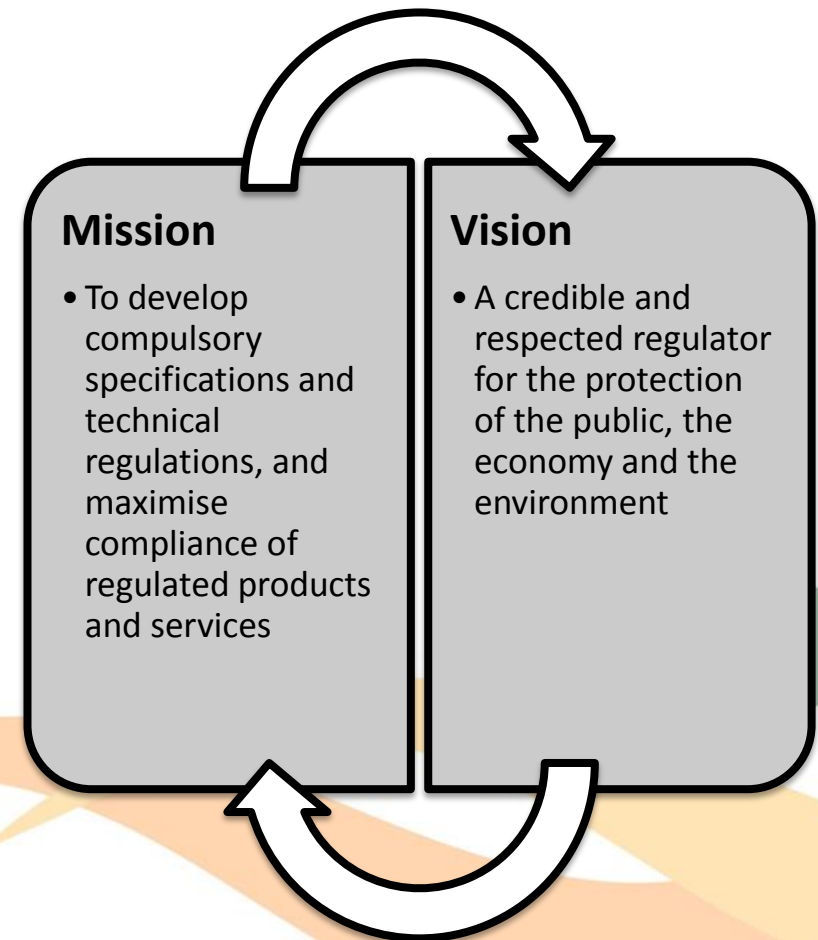 Mission
• To develop
compulsory
specifications and
technical
regulations, and
maximise
compliance of
regulated products
and services
Vision
• A credible and
respected regulator
for the protection
of the public, the
economy and the
environment